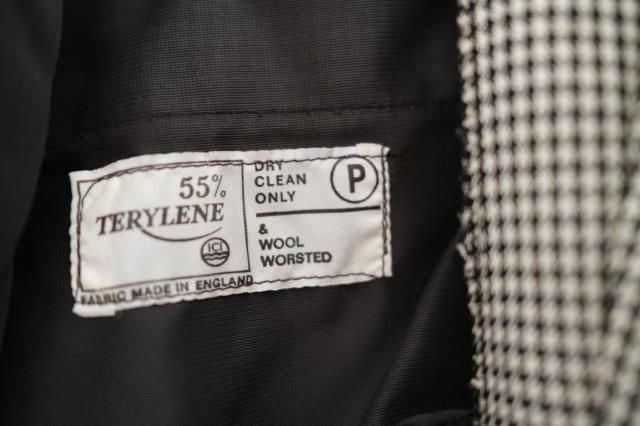 55%
TERYLENE
ICI
DRY
CLEAN
ONLY
P
&
WOOL
WORSTED
FABRIC MADE IN ENGLAND